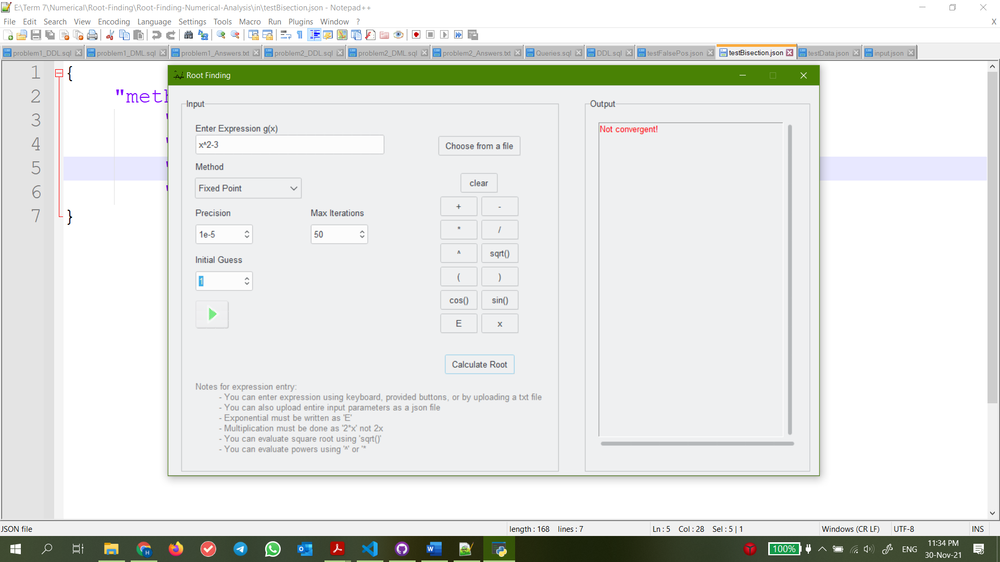 E:\Term 7\Numerical\Root-Finding\Root-Finding-Numerical-Analysis\in\testBisection.json - Notepad++
File Edit Search View Encoding Language Settings Tools Macro Run Plugins Window ? X
problem1_DDL.sql problem1_DML.sql problem1_Answers.txt problem2_DDL.sql problem2_DML.sql problem2_Answers.txt Queries.sql DDL.sql testFalsePos.json testBisection.json testData.json input.json
1 {
2 "meth
3 "
4 "
5 "
6 "
7 }
Root Finding
Input
Enter Expression g(x)
x^2-3
Choose from a file
Method
Fixed Point
clear
+ -
Precision Max Iterations
1e-5 50
* /
^ sqrt()
Initial Guess
1
( )
cos() sin()
E x
Calculate Root
Notes for expression entry:
- You can enter expression using keyboard, provided buttons, or by uploading a txt file
- You can also upload entire input parameters as a json file
- Exponential must be written as 'E'
- Multiplication must be done as '2*x' not 2x
- You can evaluate square root using 'sqrt()'
- You can evaluate powers using '^' or '*
Output
Not convergent!
JSON file length : 168 lines : 7 Ln : 5 Col : 28 Sel : 5 | 1 Windows (CR LF) UTF-8 INS
100% ENG 11:34 PM
30-Nov-21